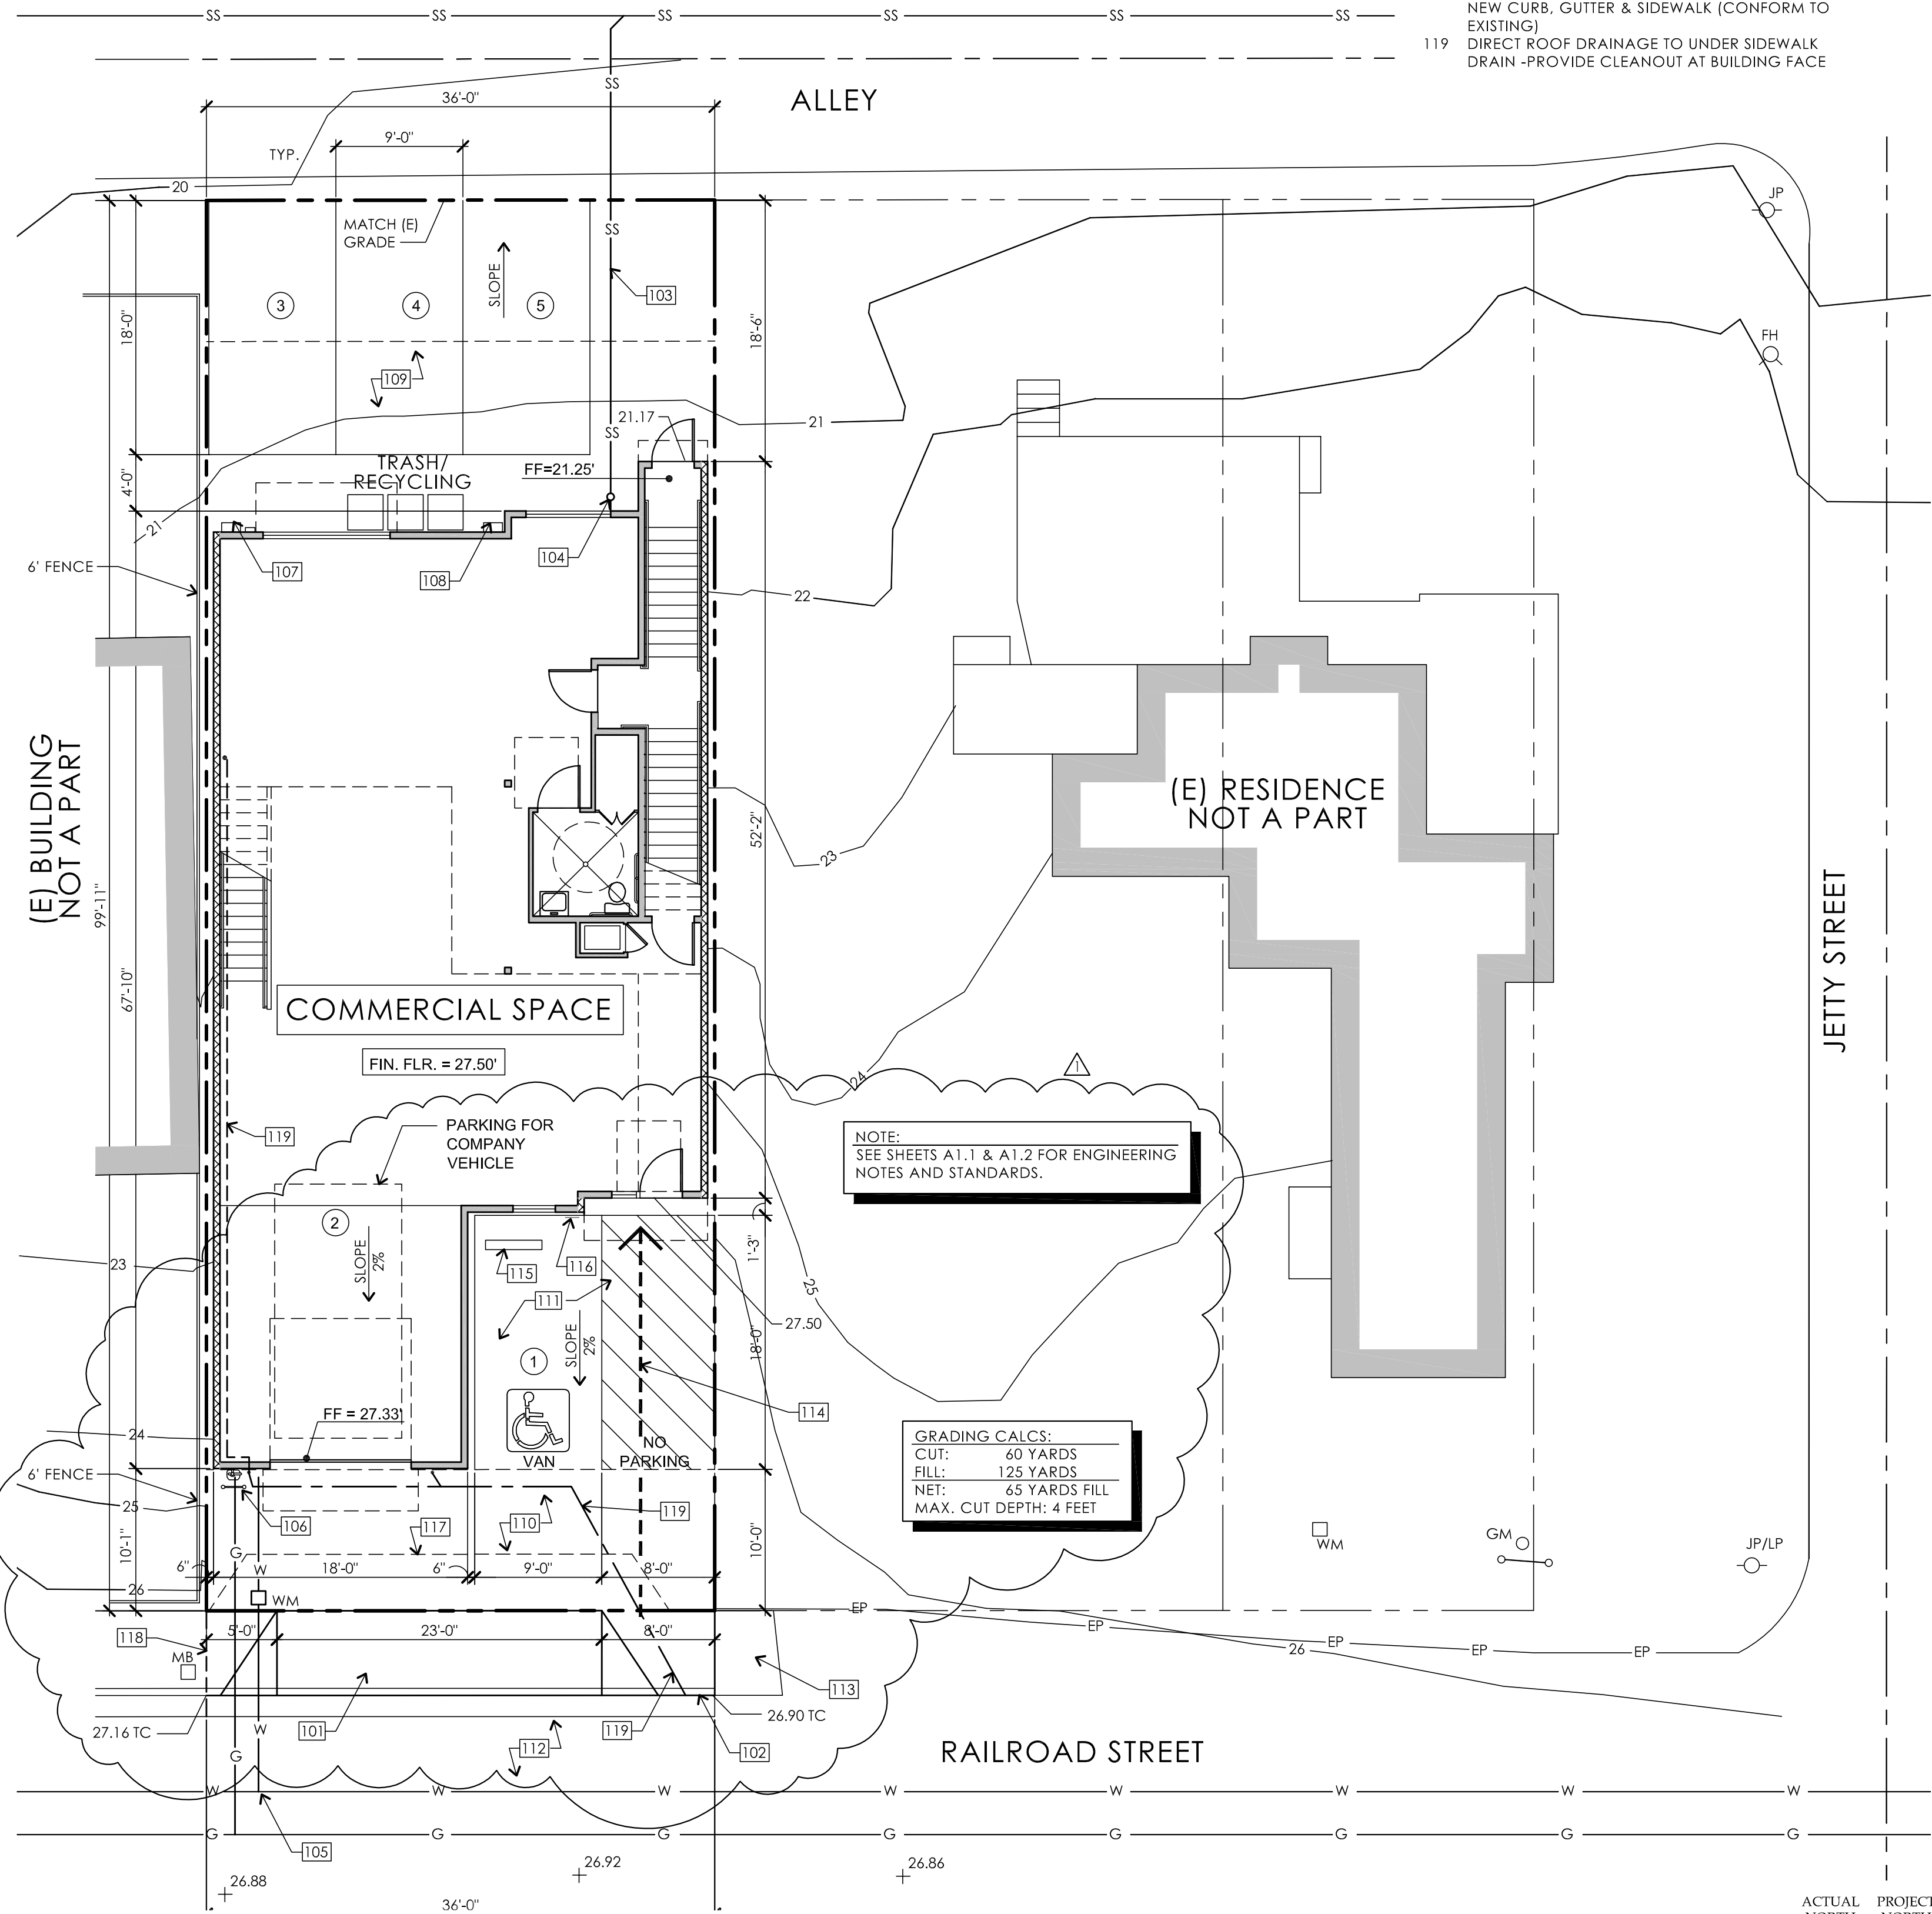 SS SS SS SS SS SS
NEW CURB, GUTTER & SIDEWALK (CONFORM TO
EXISTING)
119 DIRECT ROOF DRAINAGE TO UNDER SIDEWALK
DRAIN -PROVIDE CLEANOUT AT BUILDING FACE
SS
36'-0"
ALLEY
9'-0"
TYP.
20
JP
MATCH (E)
GRADE
SS
SLOPE
103
3
4
5
18'-0"
18'-6"
FH
109
21.17
21
SS
TRASH/
RECYCLING
FF=21.25'
4'-0"
21
104
107
108
6' FENCE
22
(E) BUILDING
NOT A PART
(E) RESIDENCE
NOT A PART
52'-2"
23
99'-11"
JETTY STREET
67'-10"
COMMERCIAL SPACE
FIN. FLR. = 27.50'
24
1
PARKING FOR
COMPANY
VEHICLE
119
NOTE:
SEE SHEETS A1.1 & A1.2 FOR ENGINEERING
NOTES AND STANDARDS.
2
SLOPE
2%
1'-3"
23
115
116
111
25
27.50
18'-0"
SLOPE
2%
1
114
FF = 27.33'
24
NO
PARKING
VAN
GRADING CALCS:
CUT: 60 YARDS
FILL: 125 YARDS
NET: 65 YARDS FILL
MAX. CUT DEPTH: 4 FEET
6' FENCE
25
106
117
110
119
10'-1"
10'-0"
G
W
WM
GM
JP/LP
6"
18'-0"
6"
9'-0"
8'-0"
26
WM
EP
EP
EP
EP
EP
26
118
5'-0"
23'-0"
8'-0"
MB
113
27.16 TC
101
119
26.90 TC
W
G
112
102
RAILROAD STREET
W W W W W W W W
G G G G G G G G
105
26.88
26.92
26.86
36'-0"
ACTUAL PROJECT
NORTH NORTH